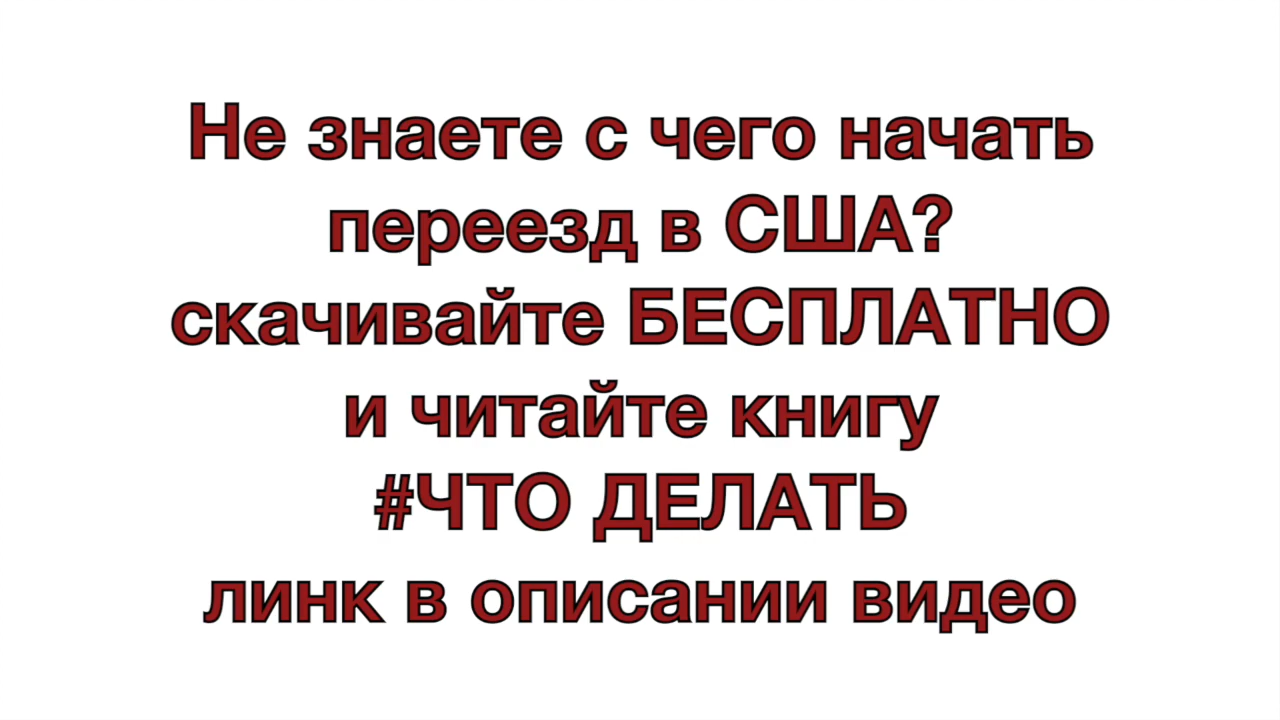 Не знаете с чего начать
переезд в США?
скачивайте БЕСПЛАТНО
и читайте книгу
#ЧТО ДЕЛАТЬ
линк в описании видео